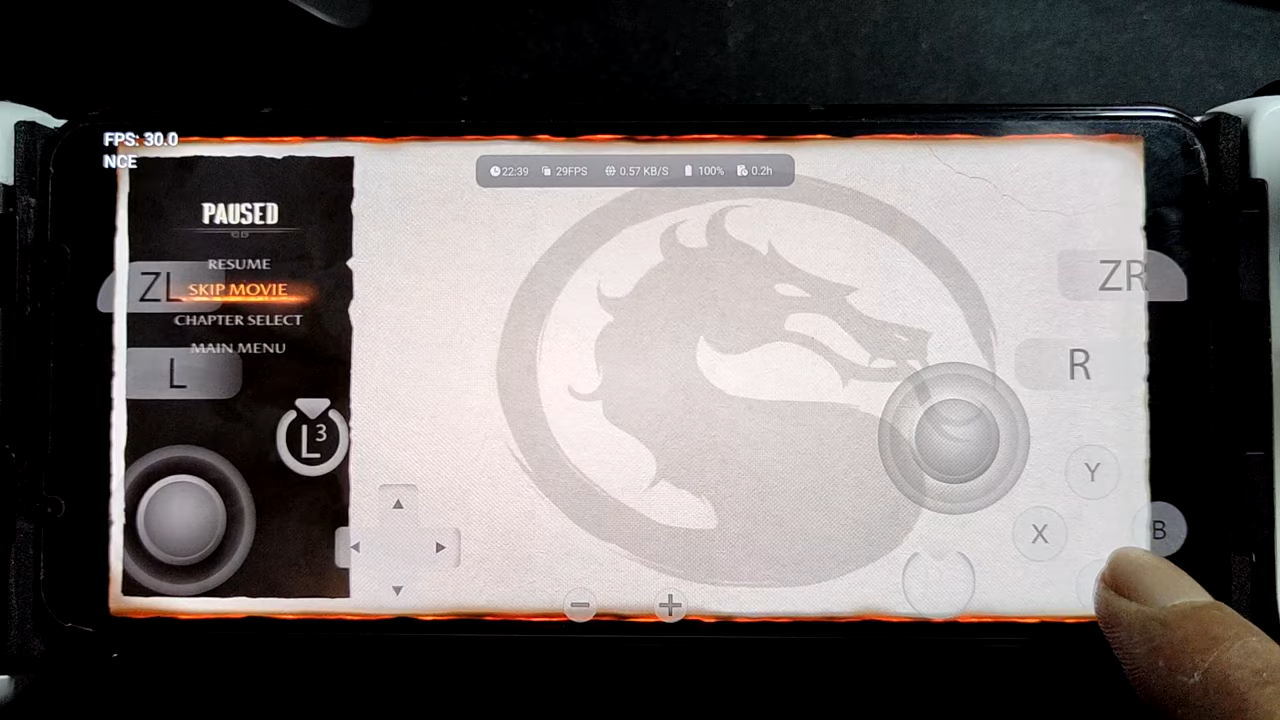 FPS: 30.0
NCE
22:39 29FPS 0.57 KB/S 100% 0.2h
PAUSED
RESUME
SKIP MOVIE
CHAPTER SELECT
MAIN MENU
ZL
L
L3
ZR
R
Y
X
B